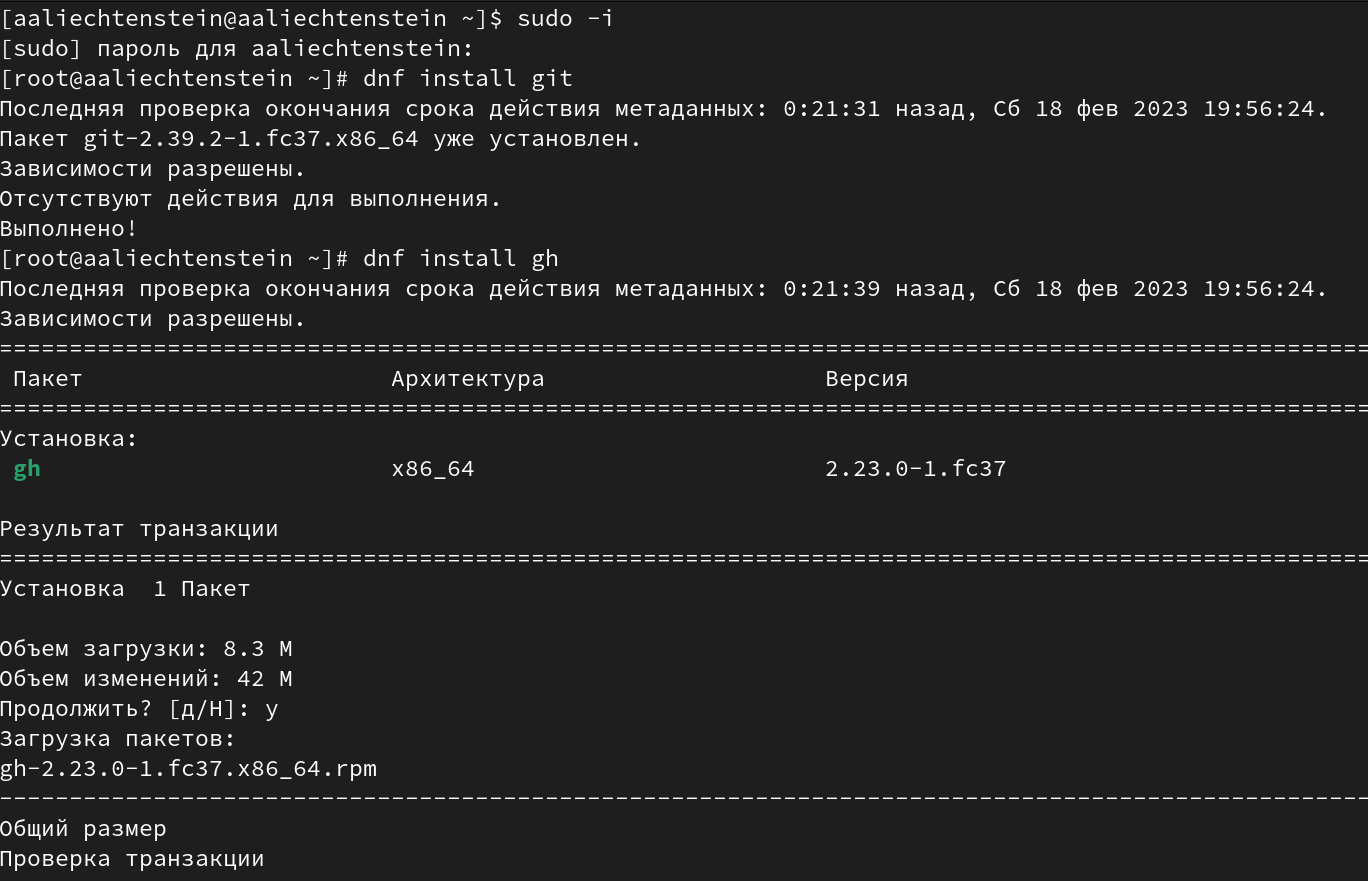 [aaliechtenstein@aaliechtenstein ~]$ sudo -i
[sudo] пароль для aaliechtenstein:
[root@aaliechtenstein ~]# dnf install git
Последняя проверка окончания срока действия метаданных: 0:21:31 назад, Сб 18 фев 2023 19:56:24.
Пакет git-2.39.2-1.fc37.x86_64 уже установлен.
Зависимости разрешены.
Отсутствуют действия для выполнения.
Выполнено!
[root@aaliechtenstein ~]# dnf install gh
Последняя проверка окончания срока действия метаданных: 0:21:39 назад, Сб 18 фев 2023 19:56:24.
Зависимости разрешены.
================================================================================
Пакет Архитектура Версия
================================================================================
Установка:
gh x86_64 2.23.0-1.fc37
Результат транзакции
================================================================================
Установка  1 Пакет
Объем загрузки: 8.3 M
Объем изменений: 42 M
Продолжить? [д/Н]: y
Загрузка пакетов:
gh-2.23.0-1.fc37.x86_64.rpm
--------------------------------------------------------------------------------
Общий размер
Проверка транзакции